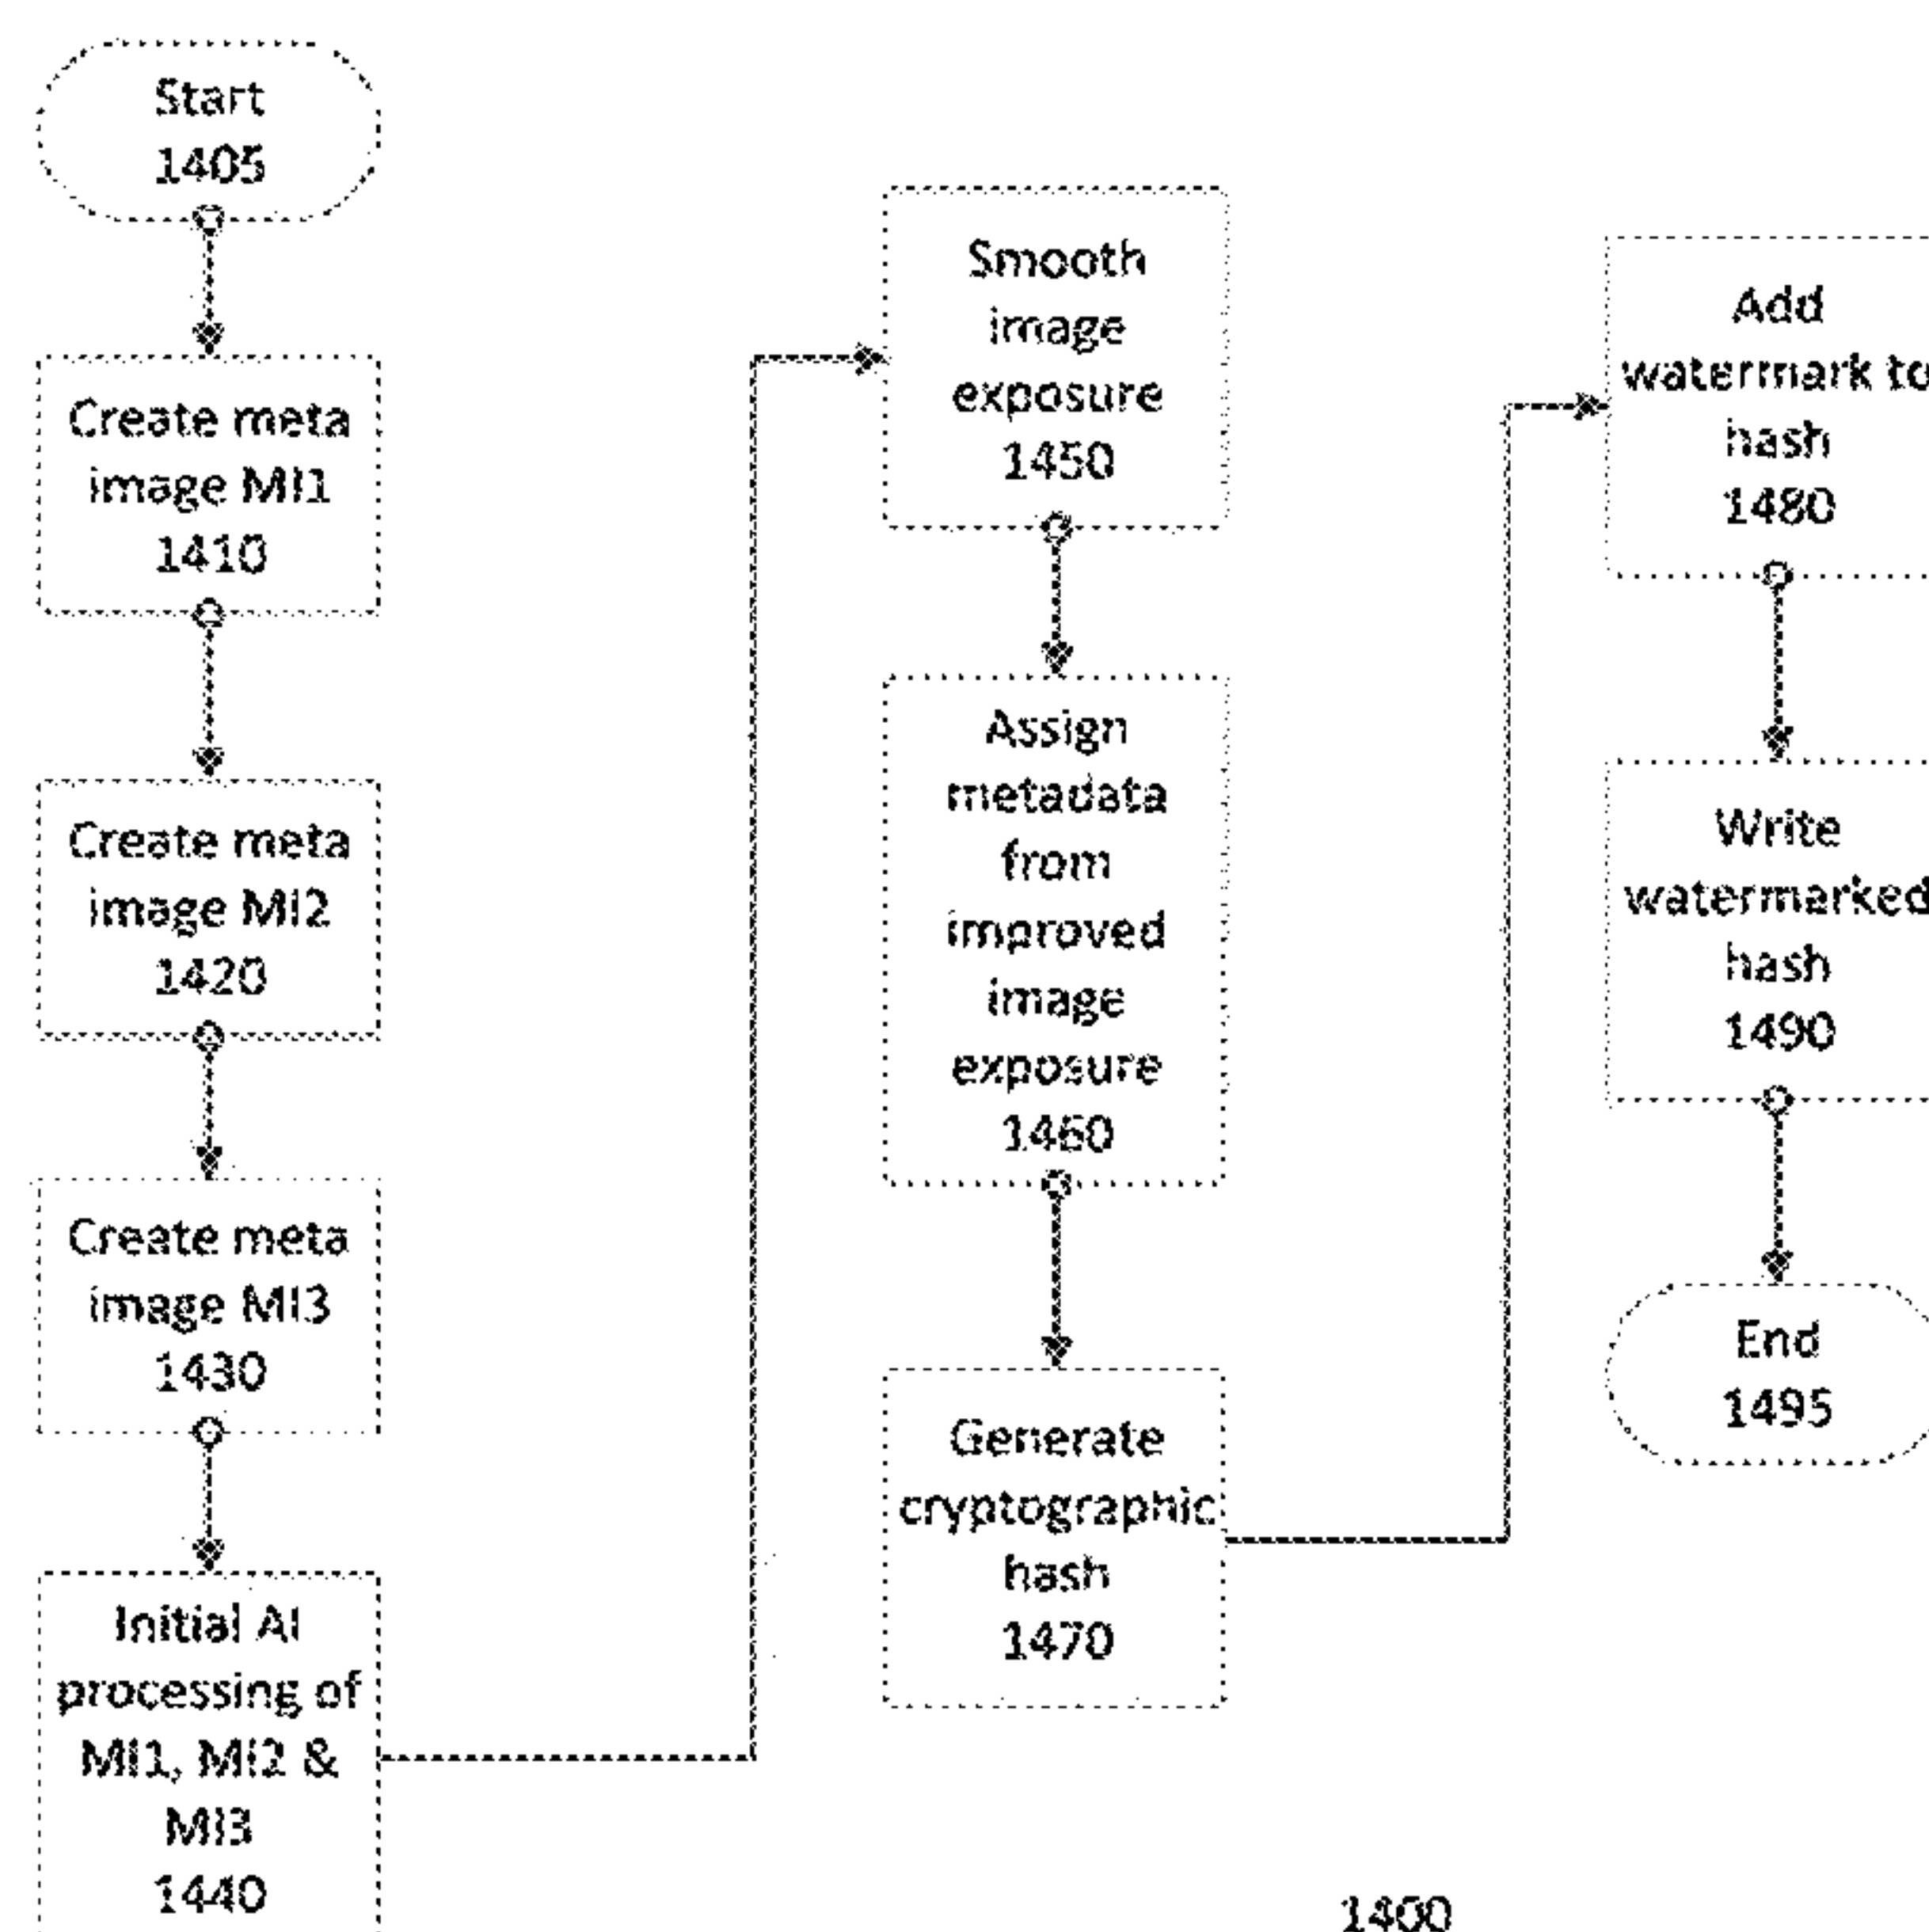 Start
1405
Create meta
image MI1
1410
Create meta
image MI2
1420
Create meta
image MI3
1430
Initial AI
processing of
MI1, MI2 &
MI3
1440
Smooth
image
exposure
1450
Assign
metadata
from
improved
image
exposure
1460
Generate
cryptographic
hash
1470
Add
watermark to
hash
1480
Write
watermarked
hash
1490
End
1495
1400